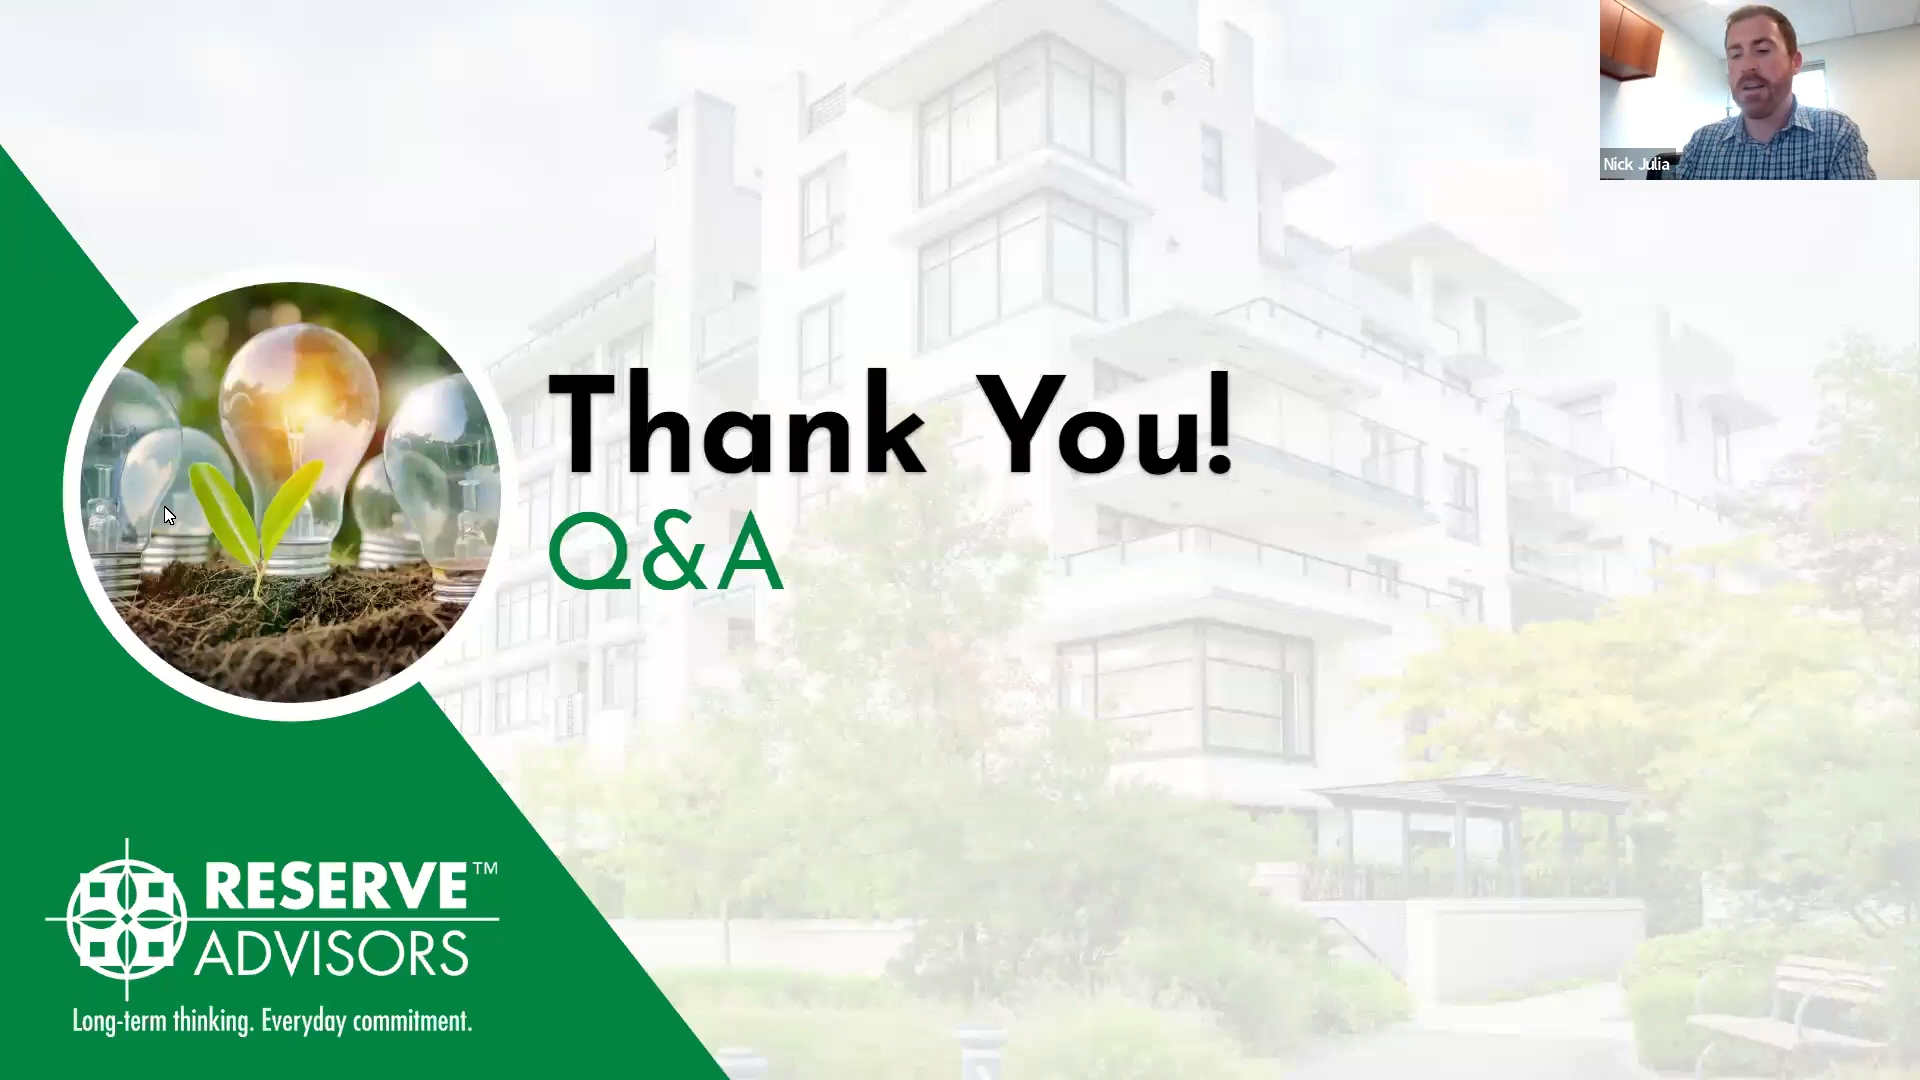 Nick Julia
Thank You!
Q&A
RESERVE™
ADVISORS
Long-term thinking. Everyday commitment.